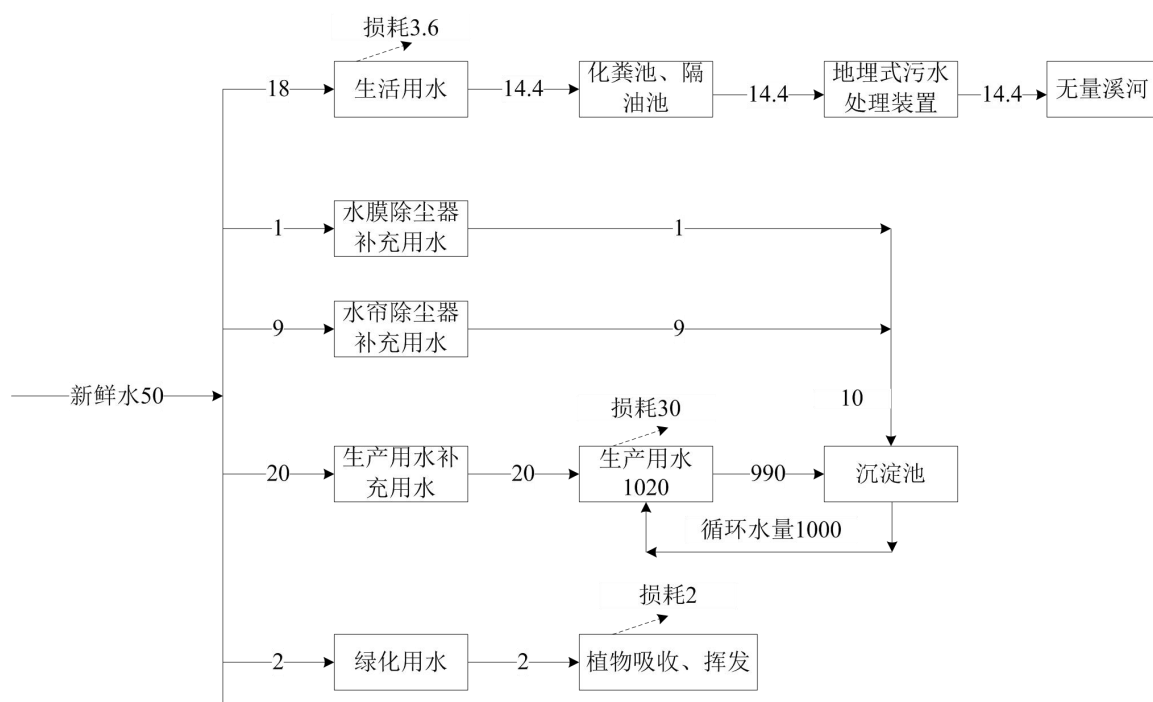 损耗3.6
18
生活用水
14.4
化粪池、隔
油池
14.4
地埋式污水
处理装置
14.4
无量溪河
1
水膜除尘器
补充用水
1
9
水帘除尘器
补充用水
9
新鲜水50
10
损耗30
20
生产用水补
充用水
20
生产用水
1020
990
沉淀池
循环水量1000
损耗2
2
绿化用水
2
植物吸收、挥发